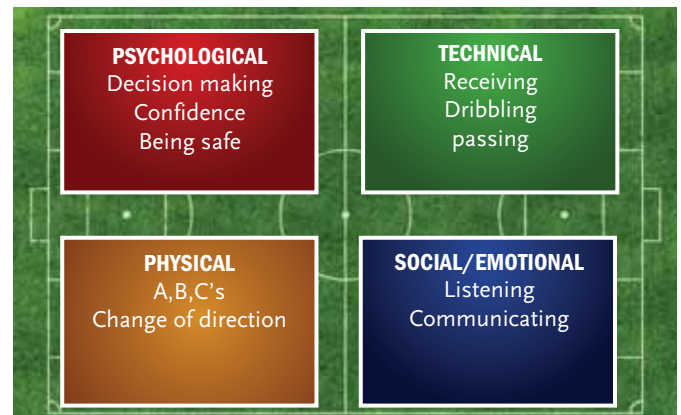 PSYCHOLOGICAL
Decision making
Confidence
Being safe
TECHNICAL
Receiving
Dribbling
passing
PHYSICAL
A,B,C's
Change of direction
SOCIAL/EMOTIONAL
Listening
Communicating